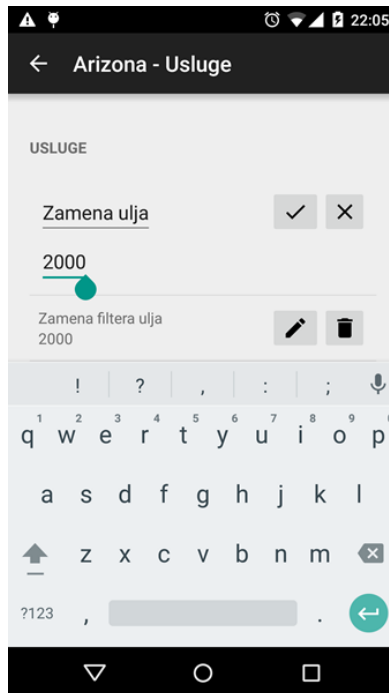 22:05
Arizona - Usluge
USLUGE
Zamena ulja
2000
Zamena filtera ulja
2000
! ? , : ;
1 2 3 4 5 6 7 8 9
q w e r t y u i o p
a s d f g h j k l
z x c v b n m
?123 , .